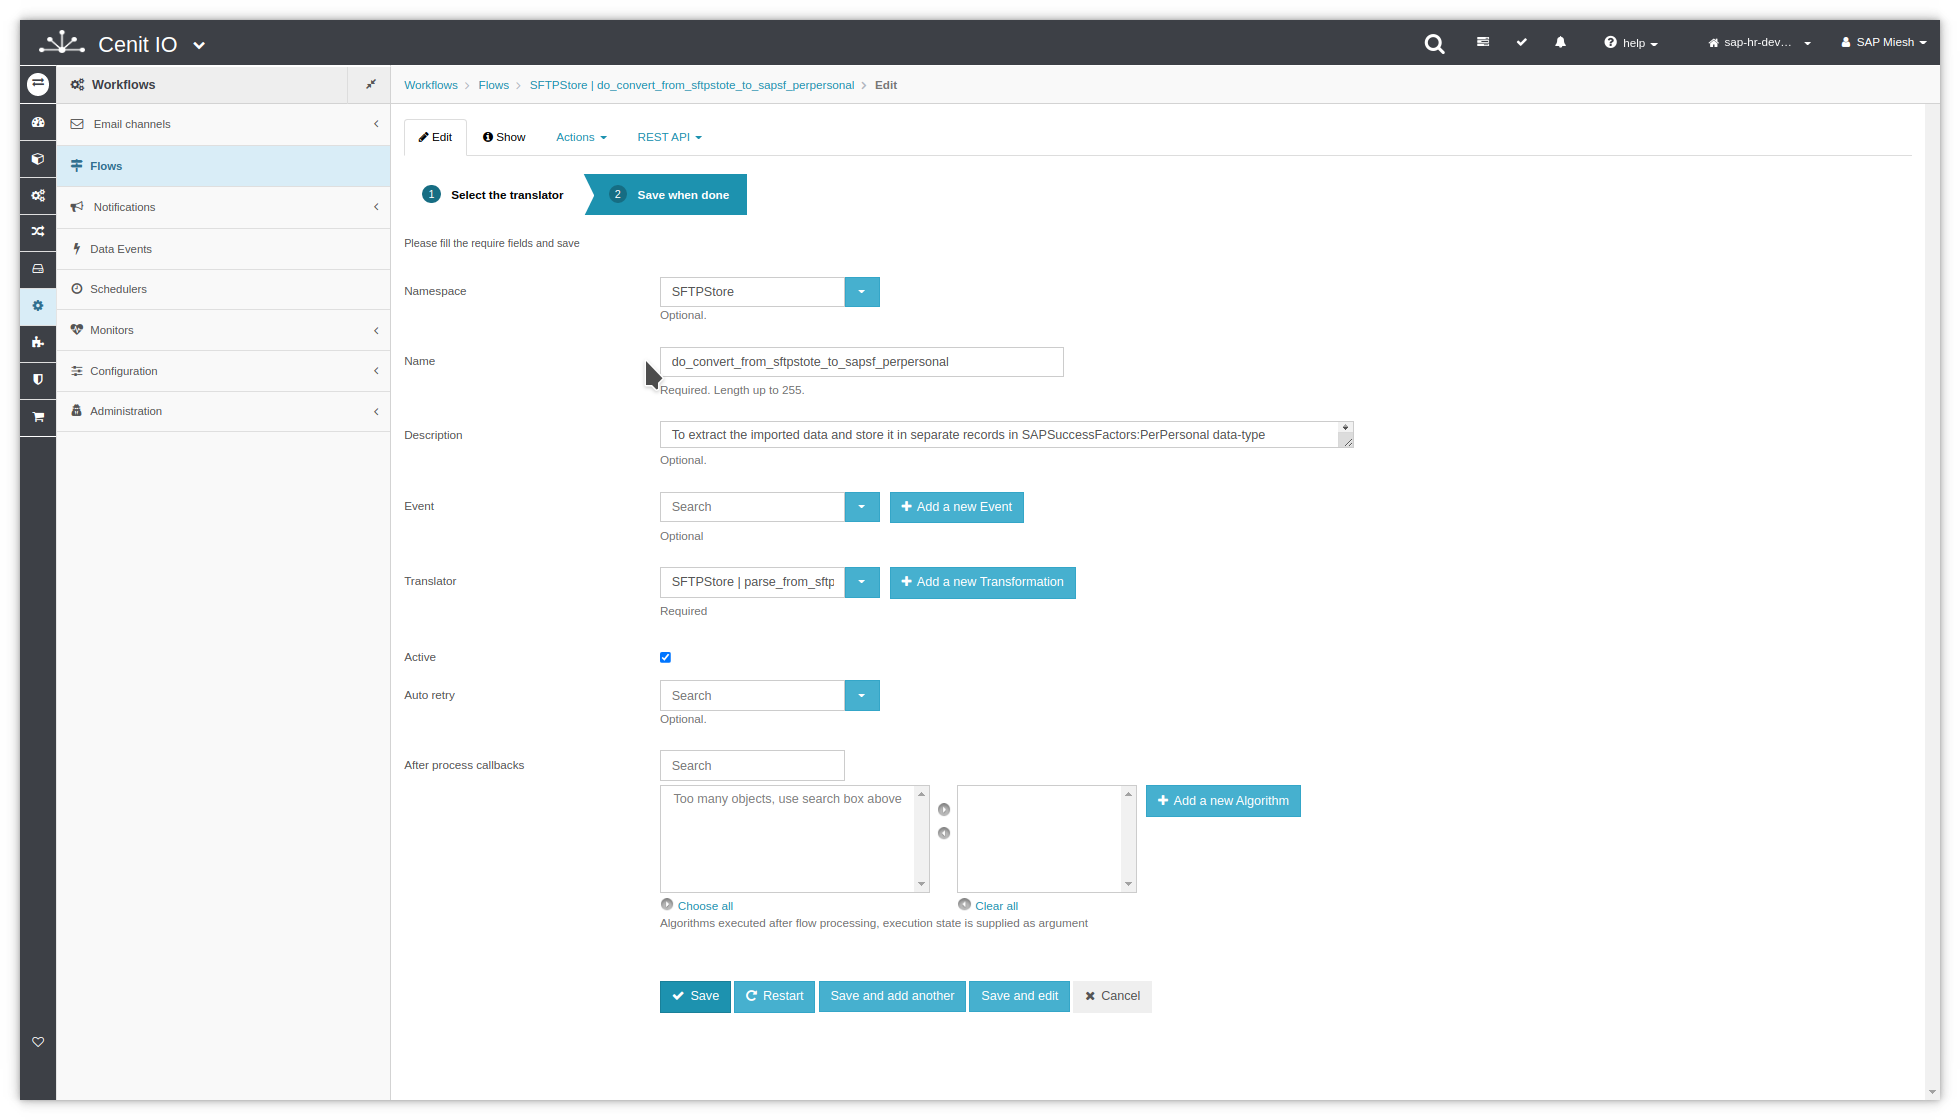 Cenit IO
help
sap-hr-dev...
SAP Miesh
Workflows
Workflows > Flows > SFTPStore | do_convert_from_sftpstote_to_sapsf_perpersonal > Edit
Email channels
Flows
Notifications
Data Events
Schedulers
Monitors
Configuration
Administration
Edit
Show
Actions
REST API
1 Select the translator
2 Save when done
Please fill the require fields and save
Namespace
SFTPStore
Optional.
Name
do_convert_from_sftpstote_to_sapsf_perpersonal
Required. Length up to 255.
Description
To extract the imported data and store it in separate records in SAPSuccessFactors:PerPersonal data-type
Optional.
Event
Search
Add a new Event
Optional
Translator
SFTPStore | parse_from_sftp
Add a new Transformation
Required
Active
Auto retry
Search
Optional.
After process callbacks
Search
Too many objects, use search box above
Add a new Algorithm
Choose all
Clear all
Algorithms executed after flow processing, execution state is supplied as argument
Save
Restart
Save and add another
Save and edit
Cancel